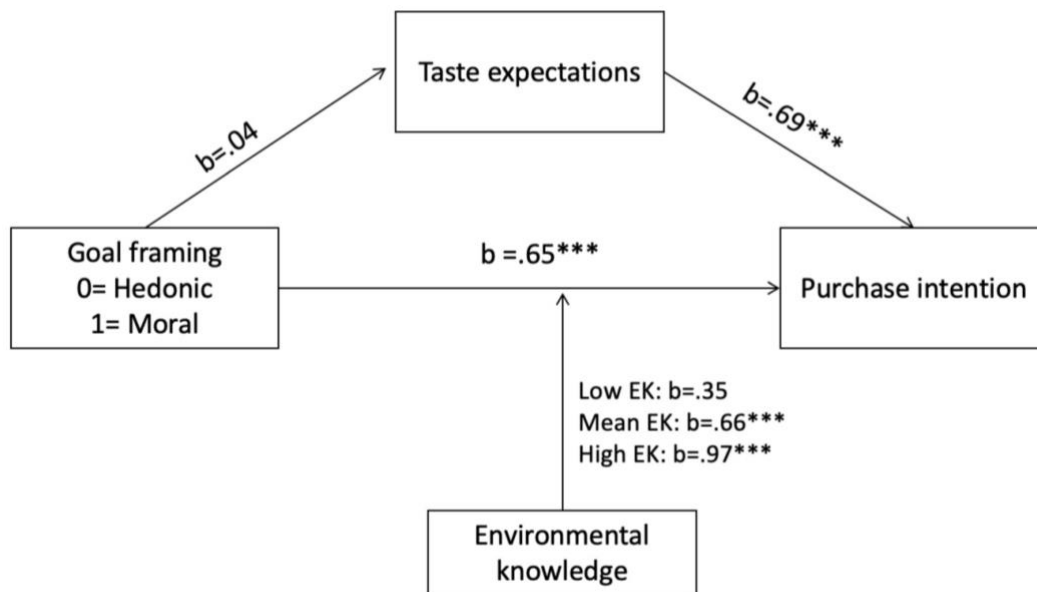 Taste expectations
b=.04
b=.69***
Goal framing
0= Hedonic
1= Moral
b =.65***
Purchase intention
Low EK: b=.35
Mean EK: b=.66***
High EK: b=.97***
Environmental
knowledge